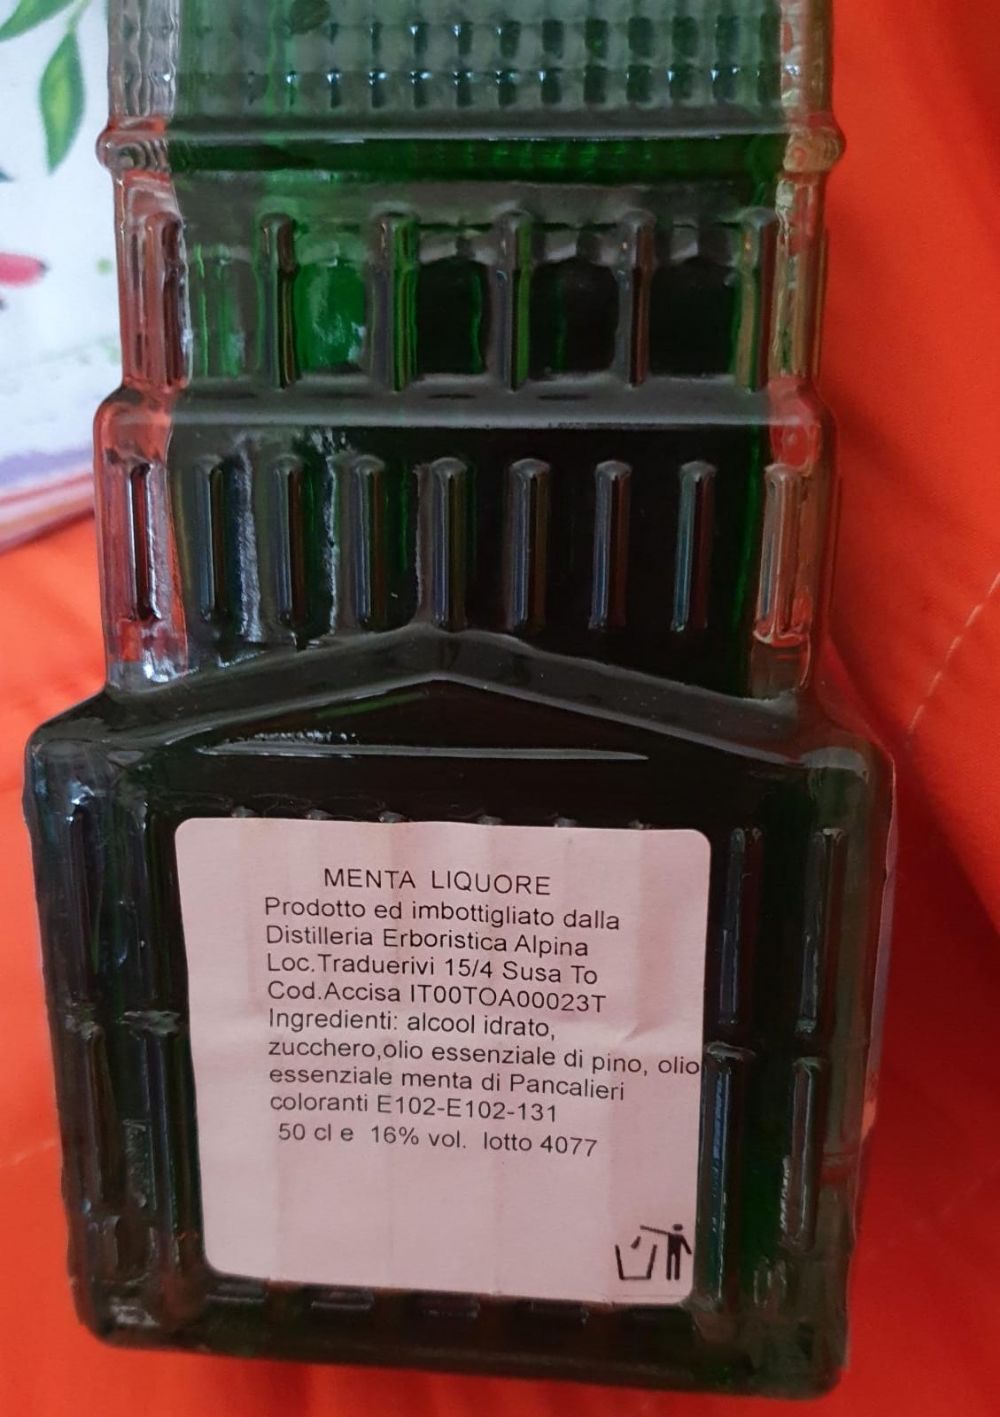 MENTA LIQUORE
Prodotto ed imbottigliato dalla
Distilleria Erboristica Alpina
Loc.Traduerivi 15/4 Susa To
Cod.Accisa IT00TOA00023T
Ingredienti: alcool idrato,
zucchero,olio essenziale di pino, olio
essenziale menta di Pancalieri
coloranti E102-E102-131
50 cl e 16% vol. lotto 4077